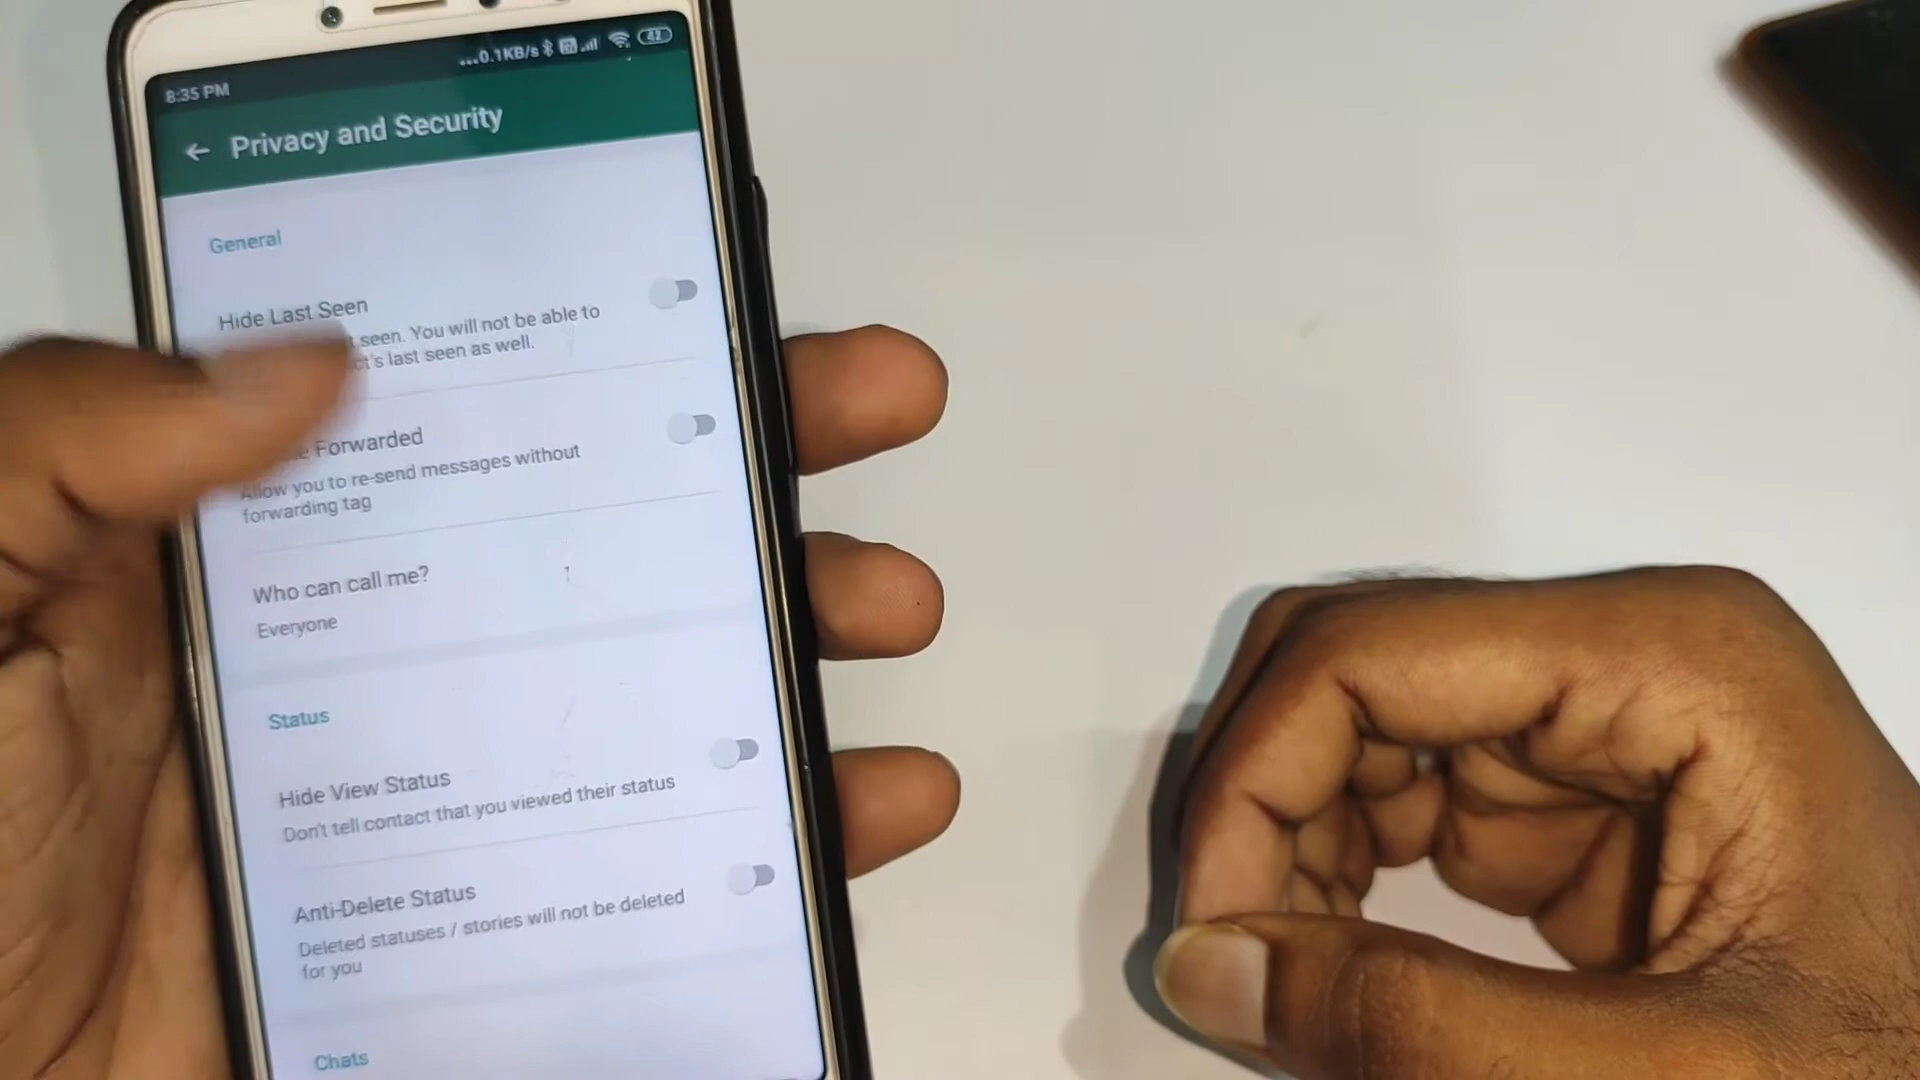 8:35 PM
...0.1KB/s
42
Privacy and Security
General
Hide Last Seen
seen. You will not be able to
last seen as well.
Forwarded
Allow you to re-send messages without
forwarding tag
Who can call me?
Everyone
Status
Hide View Status
Don't tell contact that you viewed their status
Anti-Delete Status
Deleted statuses / stories will not be deleted
for you
Chats